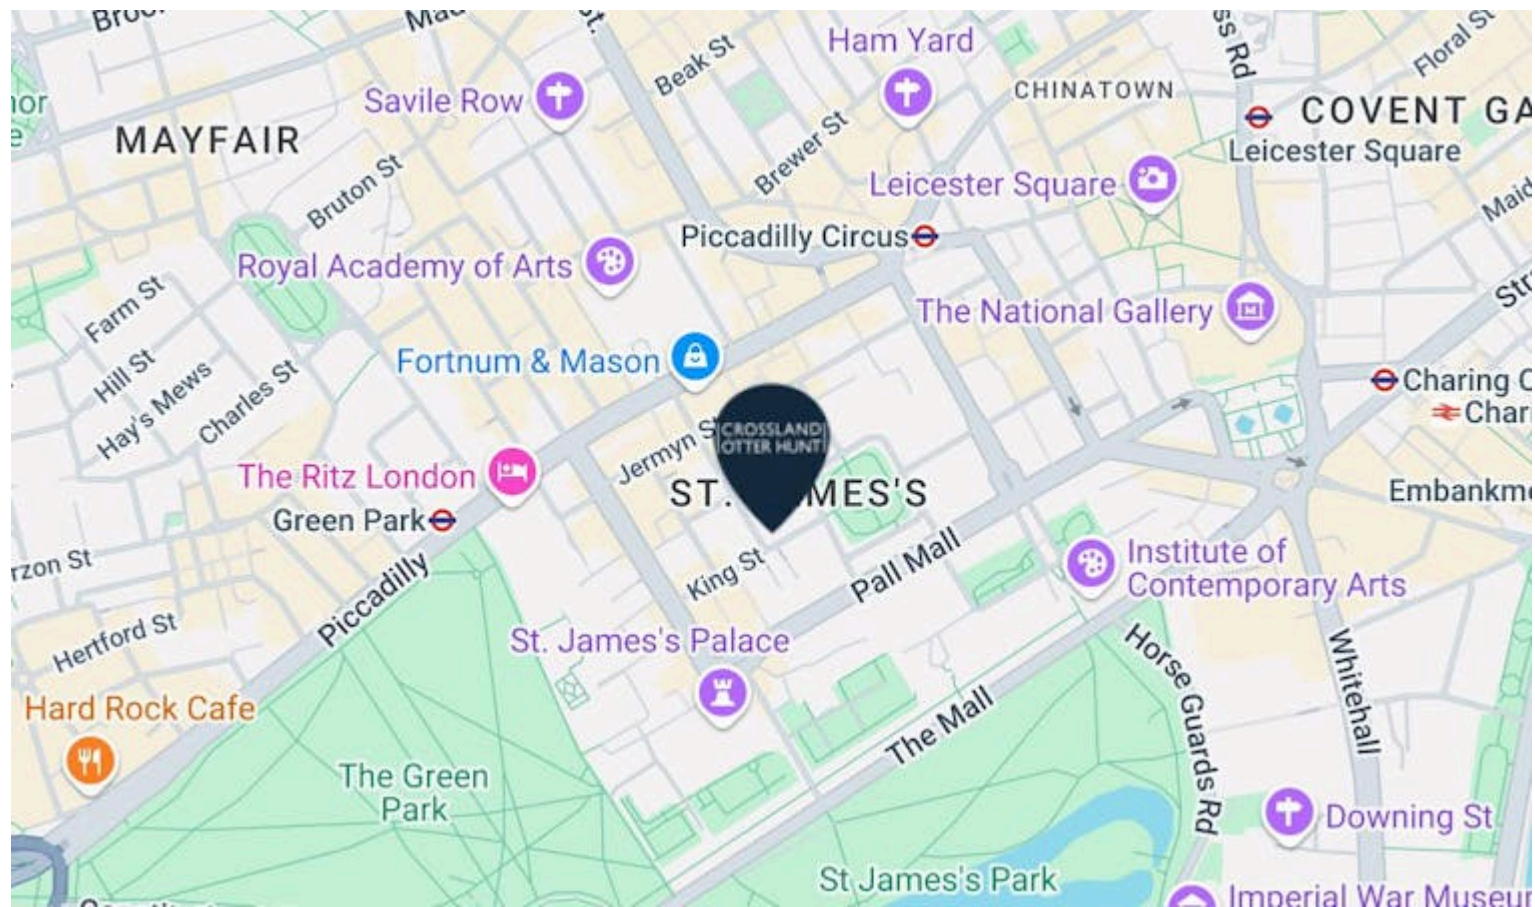 Beak St
Ham Yard
CHINATOWN
Floral St
Savile Row
COVENT GA
Leicester Square
MAYFAIR
Bruton St
Brewer St
Leicester Square
Piccadilly Circus
Royal Academy of Arts
Farm St
The National Gallery
Fortnum & Mason
Hill St
Hay's Mews
Charles St
Charing C
Char
Jermyn S
CROSSLAND
OTTER HUNT
The Ritz London
ST.
MES'S
Green Park
Embankme
rzon St
Piccadilly
King St
Pall Mall
Institute of
Contemporary Arts
Hertford St
St. James's Palace
Horse Guards Rd
Whitehall
Hard Rock Cafe
The Mall
The Green
Park
Downing St
St James's Park
Imperial War Museu